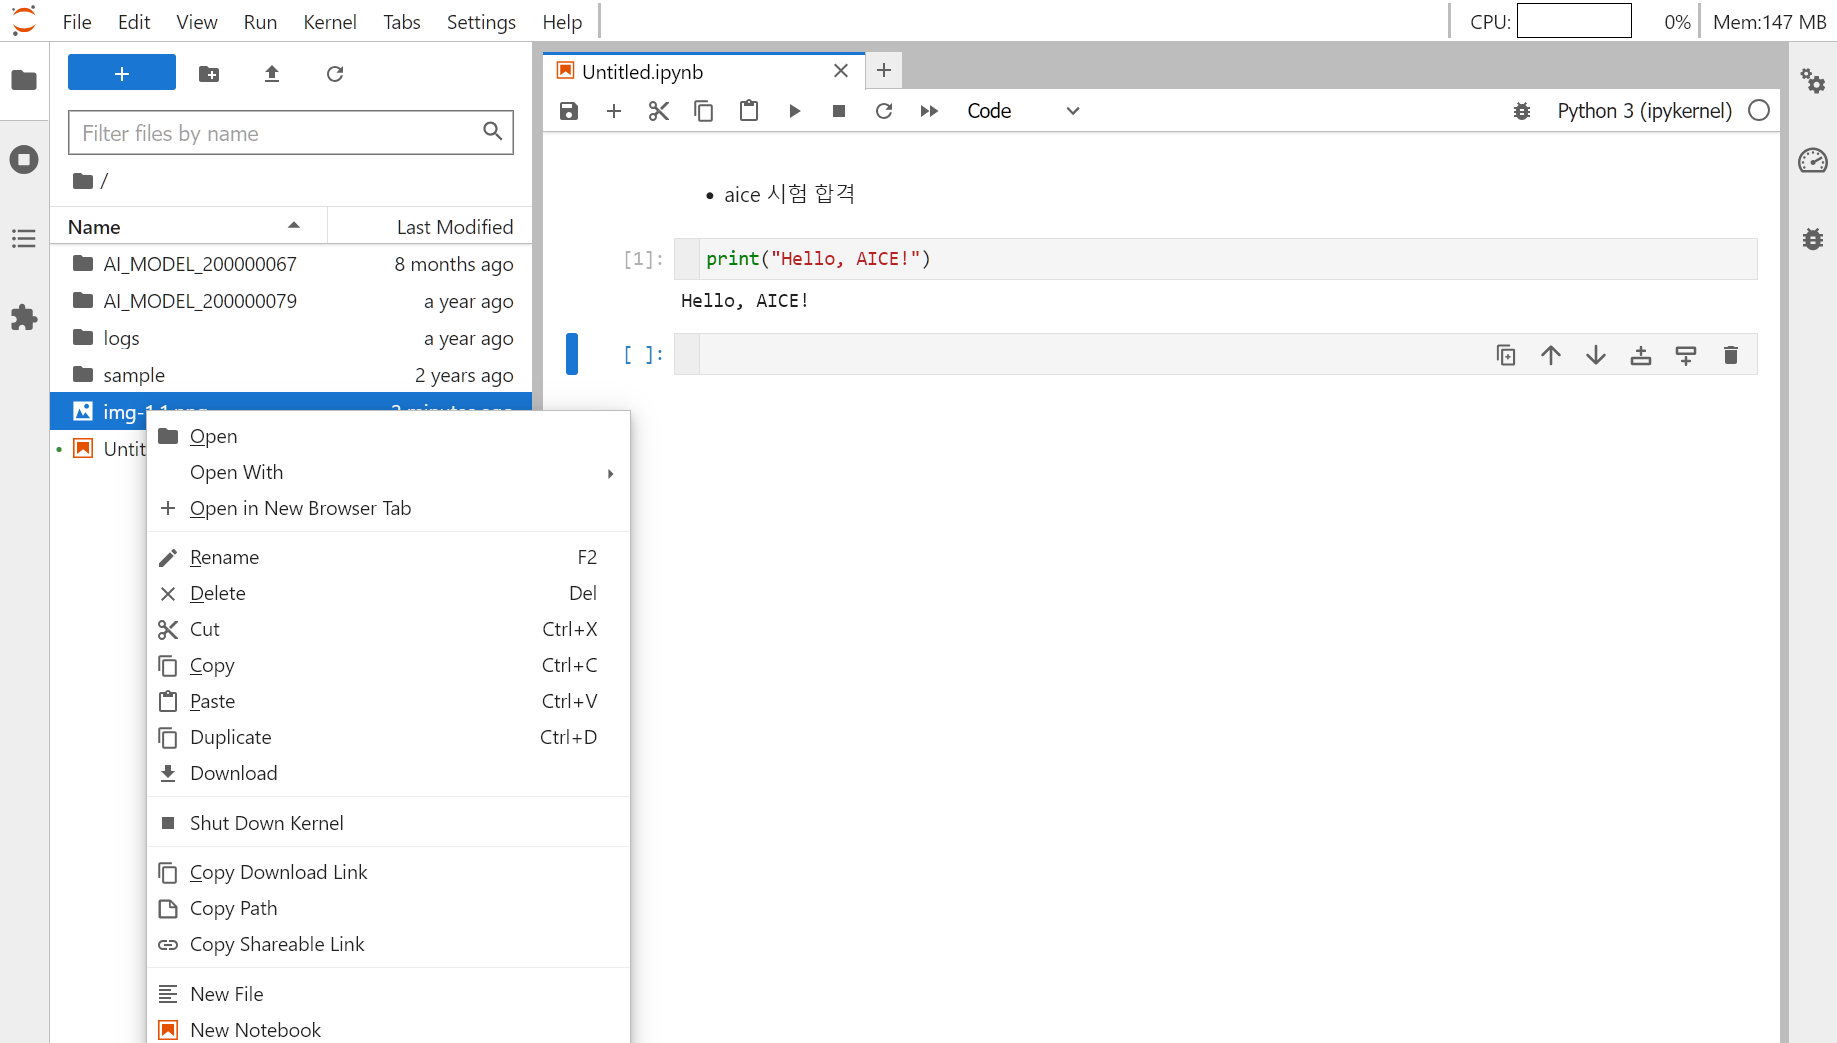 File Edit View Run Kernel Tabs Settings Help CPU: 0% Mem:147 MB
Untitled.ipynb
Code Python 3 (ipykernel)
Filter files by name
/
Name Last Modified
AI_MODEL_200000067 8 months ago
AI_MODEL_200000079 a year ago
logs a year ago
sample 2 years ago
img-1
Untit
Open
Open With
Open in New Browser Tab
Rename F2
Delete Del
Cut Ctrl+X
Copy Ctrl+C
Paste Ctrl+V
Duplicate Ctrl+D
Download
Shut Down Kernel
Copy Download Link
Copy Path
Copy Shareable Link
New File
New Notebook
• aice 시험 합격
[1]: print("Hello, AICE!")
Hello, AICE!
[ ]: